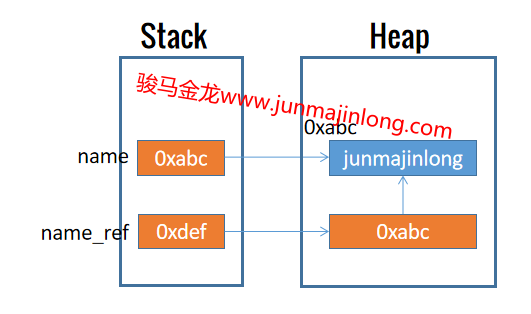 Stack
Heap
骏马金龙www.junmajinlong.com
0xabc
name
0xabc
junmajinlong
name_ref
0xdef
0xabc